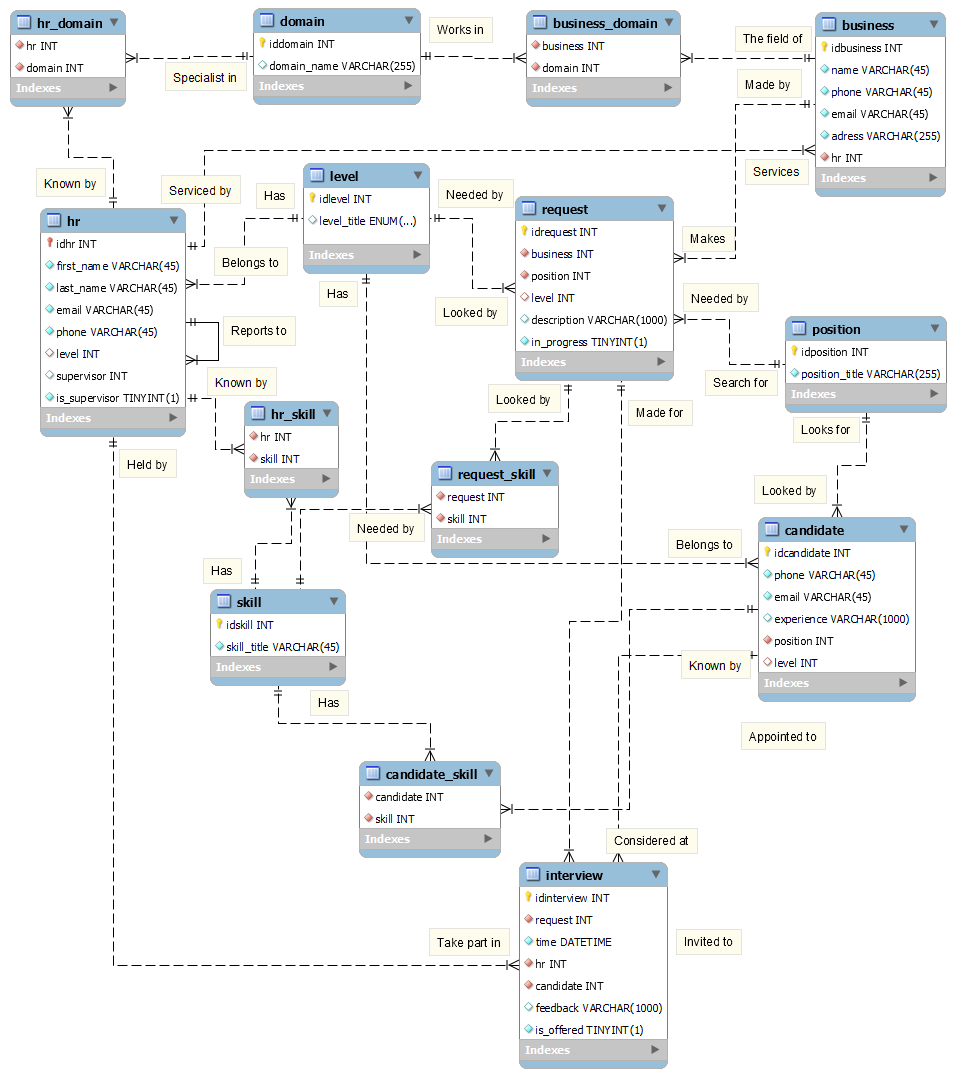 hr_domain
hr INT
domain INT
Indexes
domain
iddomain INT
domain_name VARCHAR(255)
Indexes
business_domain
business INT
domain INT
Indexes
business
idbusiness INT
name VARCHAR(45)
phone VARCHAR(45)
email VARCHAR(45)
adress VARCHAR(255)
hr INT
Indexes
Works in
The field of
Specialist in
Made by
Known by
Serviced by
Has
Needed by
Services
level
idlevel INT
level_title ENUM(...)
Indexes
request
idrequest INT
business INT
position INT
level INT
description VARCHAR(1000)
in_progress TINYINT(1)
Indexes
hr
idhr INT
first_name VARCHAR(45)
last_name VARCHAR(45)
email VARCHAR(45)
phone VARCHAR(45)
level INT
supervisor INT
is_supervisor TINYINT(1)
Indexes
Makes
Belongs to
Has
Looked by
Needed by
Reports to
position
idposition INT
position_title VARCHAR(255)
Indexes
Known by
Search for
Looked by
Made for
Looks for
hr_skill
hr INT
skill INT
Indexes
Held by
request_skill
request INT
skill INT
Indexes
Looked by
Needed by
Belongs to
candidate
idcandidate INT
phone VARCHAR(45)
email VARCHAR(45)
experience VARCHAR(1000)
position INT
level INT
Indexes
Has
skill
idskill INT
skill_title VARCHAR(45)
Indexes
Known by
Has
Appointed to
candidate_skill
candidate INT
skill INT
Indexes
Considered at
interview
idinterview INT
request INT
time DATETIME
hr INT
candidate INT
feedback VARCHAR(1000)
is_offered TINYINT(1)
Indexes
Take part in
Invited to